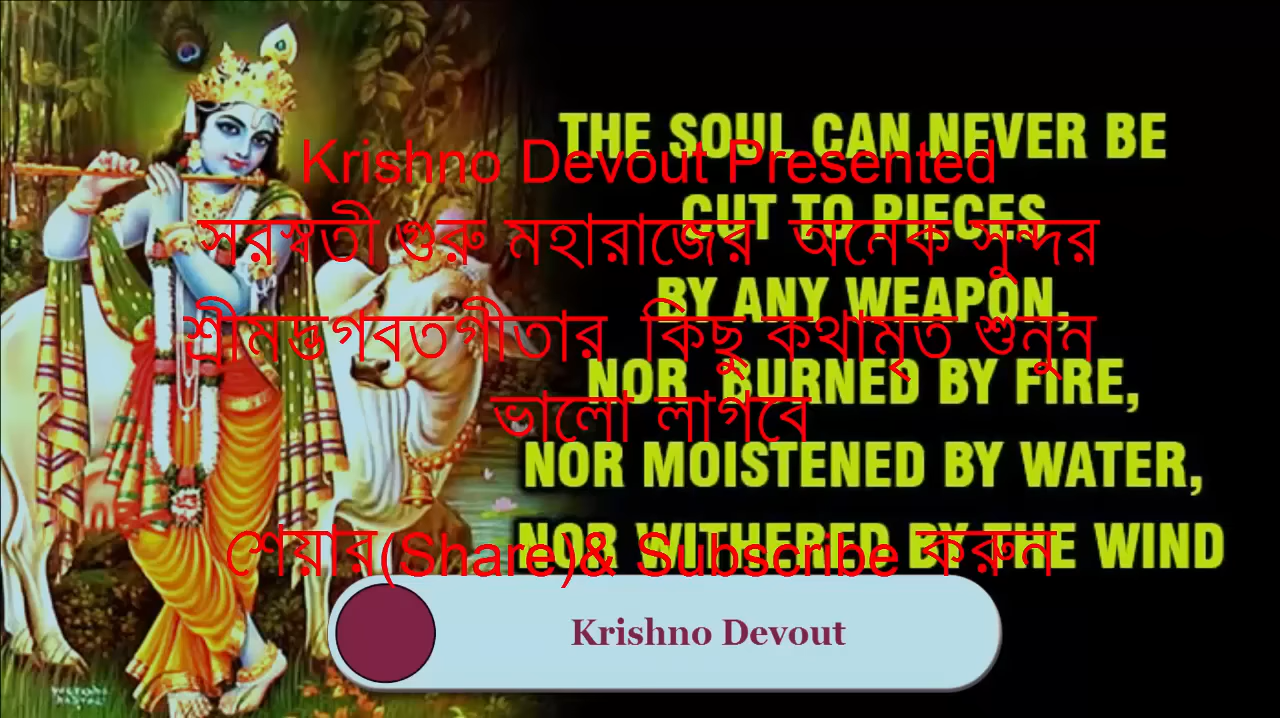 THE SOUL CAN NEVER BE
Krishno Devout Presented
CUT TO PIECES
সরস্বতী গুরু মহারাজের অনেক সুন্দর
BY ANY WEAPON,
শ্রীমদ্ভগবতগীতার কিছু কথামৃত শুনুন
NOR BURNED BY FIRE,
ভালো লাগবে
NOR MOISTENED BY WATER,
NOR WITHERED BY THE WIND
শেয়ার(Share)& Subscribe করুন
Krishno Devout